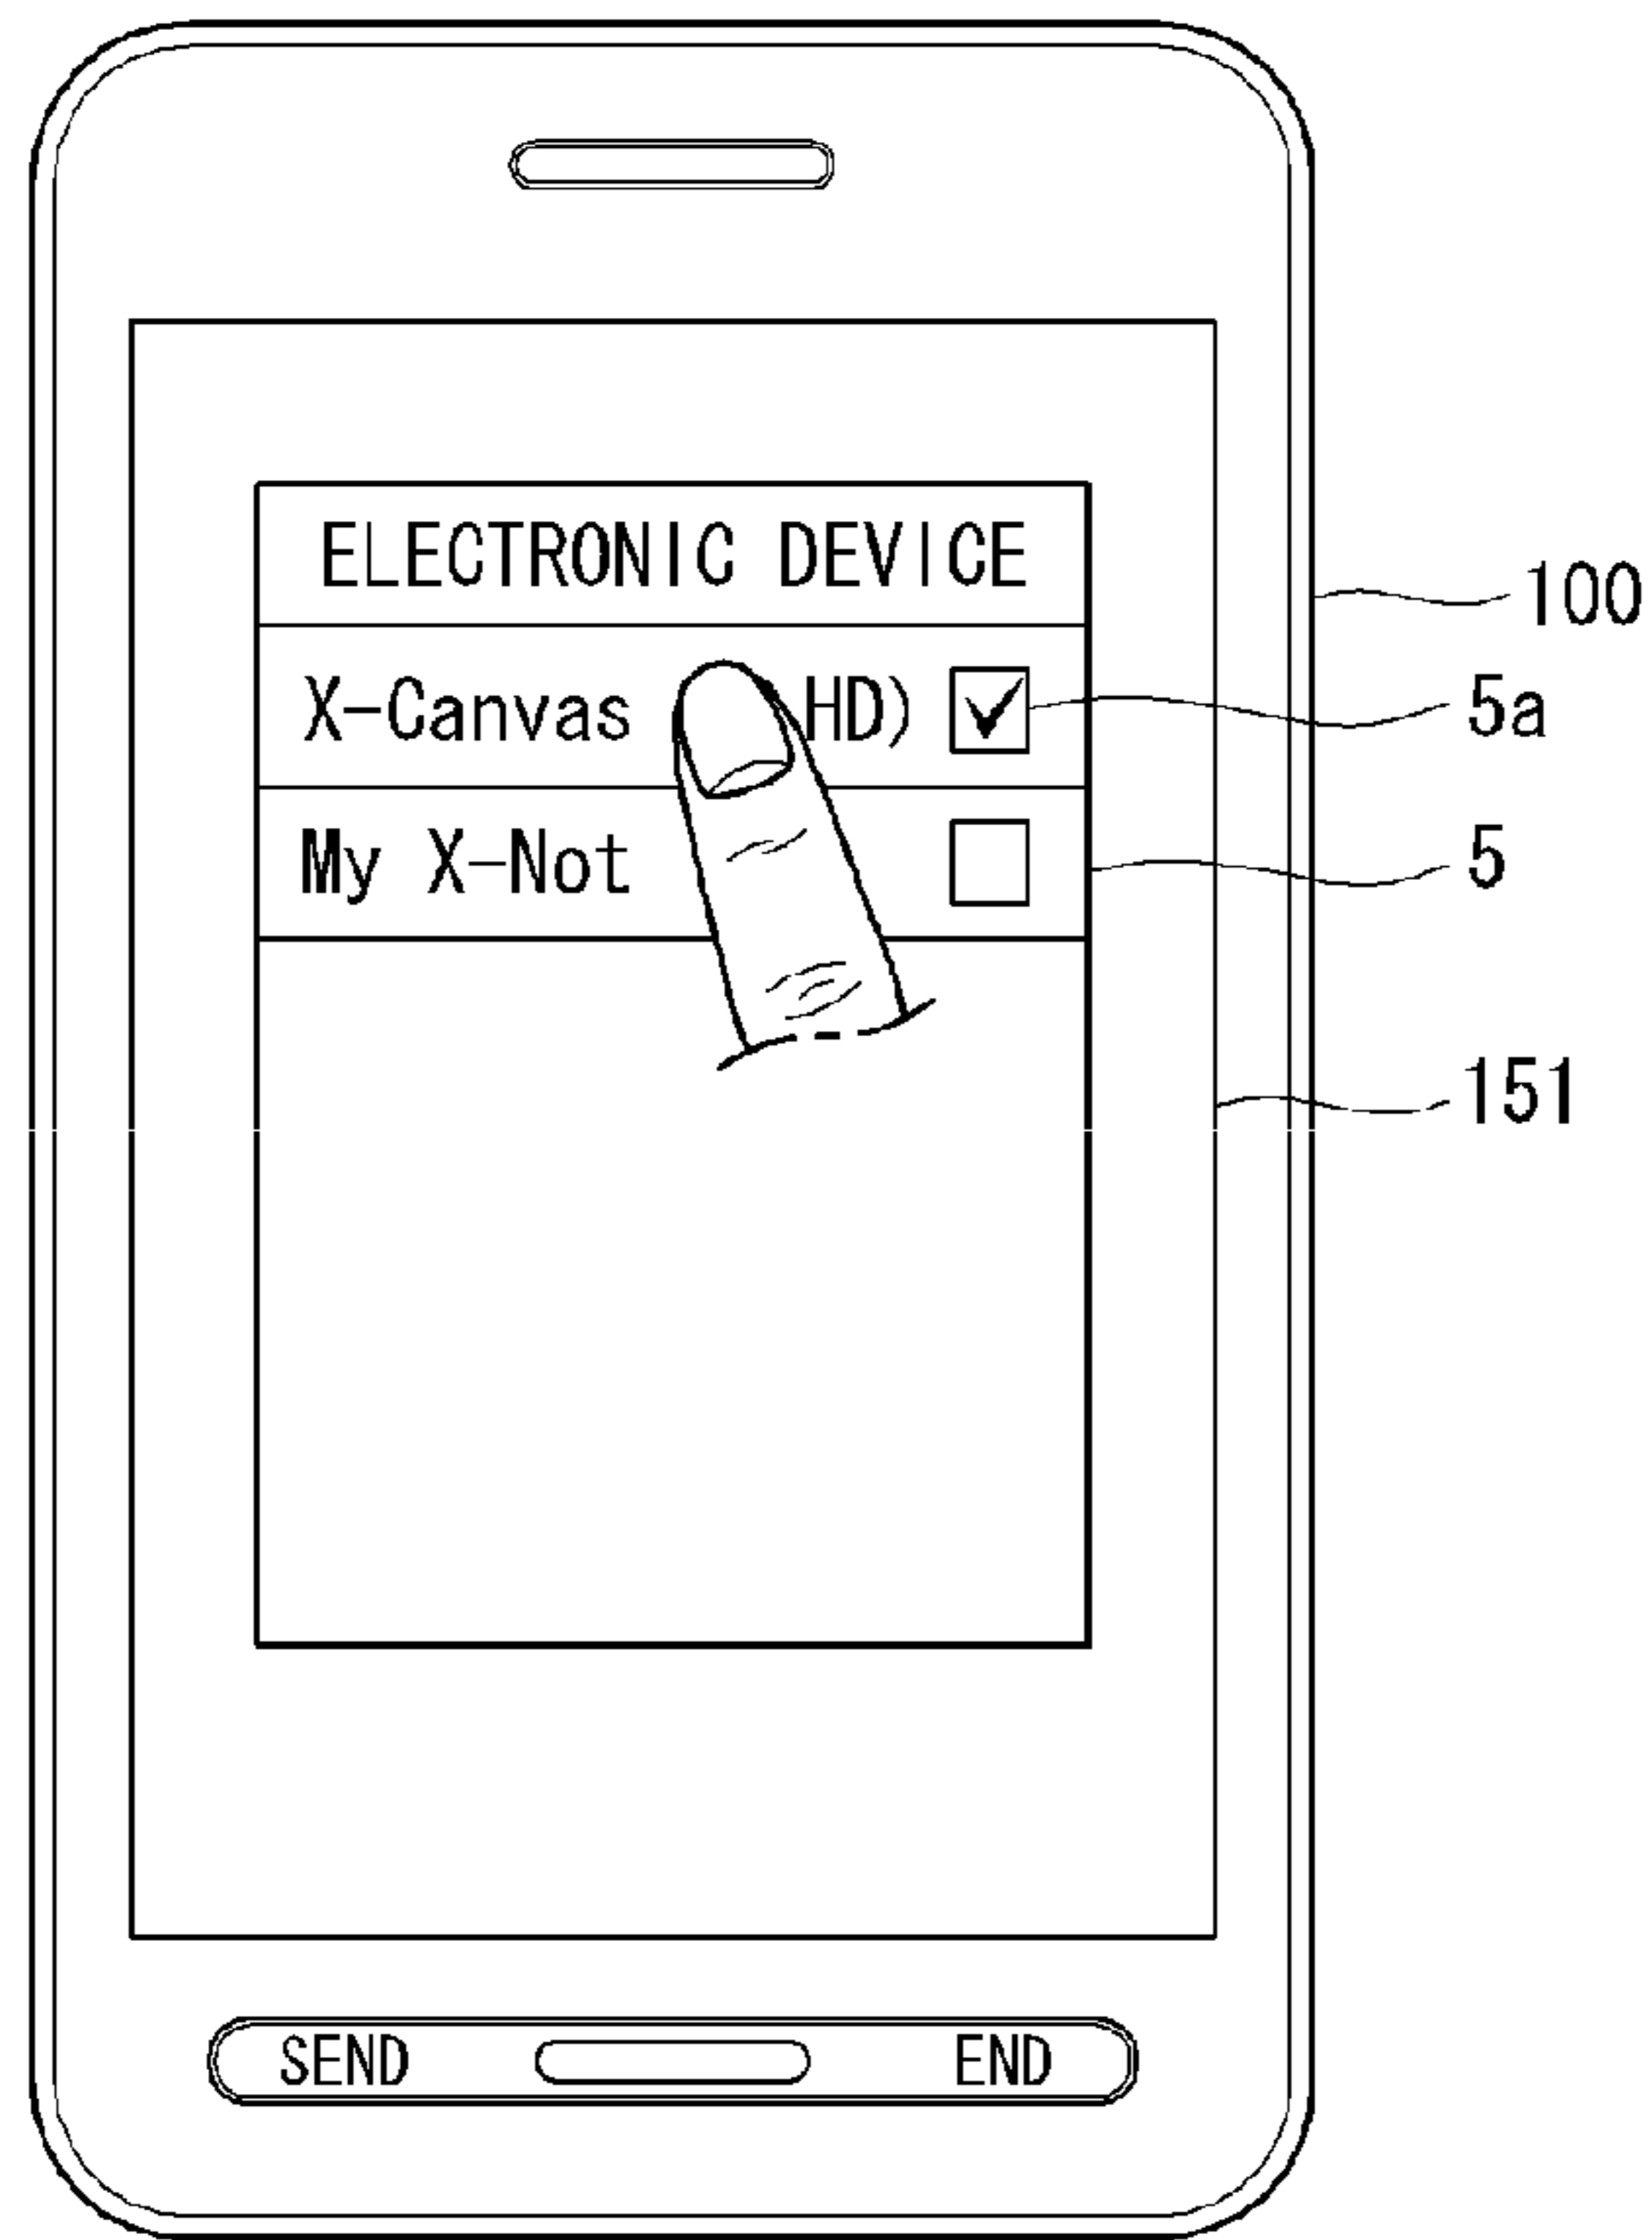 ELECTRONIC DEVICE
100
X-Canvas HD)
5a
My X-Not
5
151
SEND END